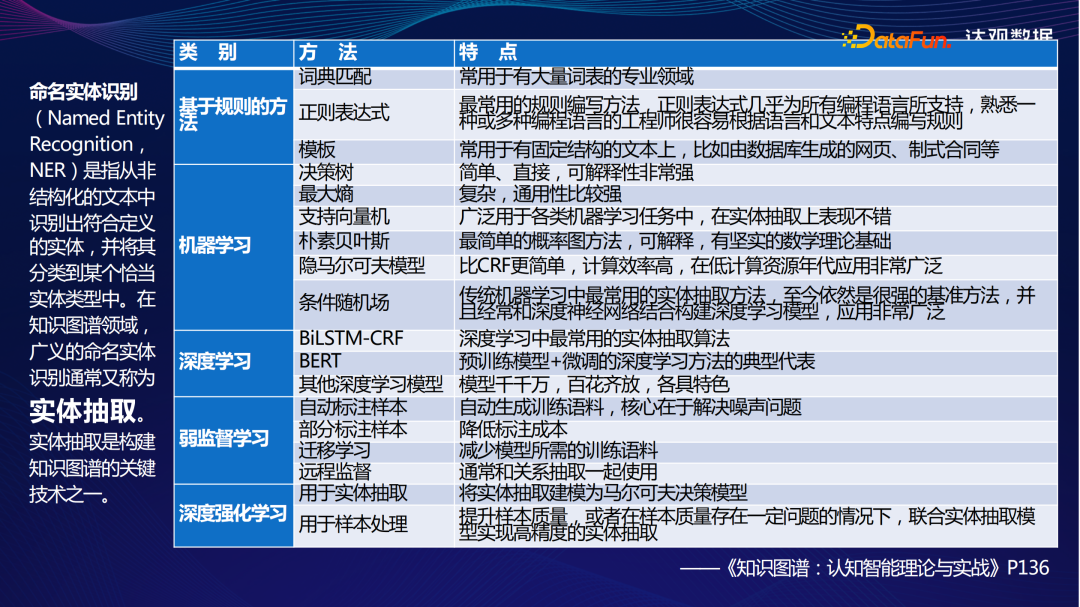 DataFun.
达观数据
命名实体识别
（Named Entity
Recognition，
NER）是指从非
结构化的文本中
识别出符合定义
的实体，并将其
分类到某个恰当
实体类型中。在
知识图谱领域，
广义的命名实体
识别通常又称为
实体抽取。
实体抽取是构建
知识图谱的关键
技术之一。
类 别 方 法 特 点
基于规则的方
法
词典匹配 常用于有大量词表的专业领域
正则表达式 最常用的规则编写方法，正则表达式几乎为所有编程语言所支持，熟悉一
种或多种编程语言的工程师很容易根据语言和文本特点编写规则
模板 常用于有固定结构的文本上，比如由数据库生成的网页、制式合同等
机器学习
决策树 简单、直接，可解释性非常强
最大熵 复杂，通用性比较强
支持向量机 广泛用于各类机器学习任务中，在实体抽取上表现不错
朴素贝叶斯 最简单的概率图方法，可解释，有坚实的数学理论基础
隐马尔可夫模型 比CRF更简单，计算效率高，在低计算资源年代应用非常广泛
条件随机场 传统机器学习中最常用的实体抽取方法，至今依然是很强的基准方法，并
且经常和深度神经网络结合构建深度学习模型，应用非常广泛
深度学习
BiLSTM-CRF 深度学习中最常用的实体抽取算法
BERT 预训练模型+微调的深度学习方法的典型代表
其他深度学习模型 模型千千万，百花齐放，各具特色
弱监督学习
自动标注样本 自动生成训练语料，核心在于解决噪声问题
部分标注样本 降低标注成本
迁移学习 减少模型所需的训练语料
远程监督 通常和关系抽取一起使用
深度强化学习
用于实体抽取 将实体抽取建模为马尔可夫决策模型
用于样本处理 提升样本质量，或者在样本质量存在一定问题的情况下，联合实体抽取模
型实现高精度的实体抽取
——《知识图谱：认知智能理论与实战》P136